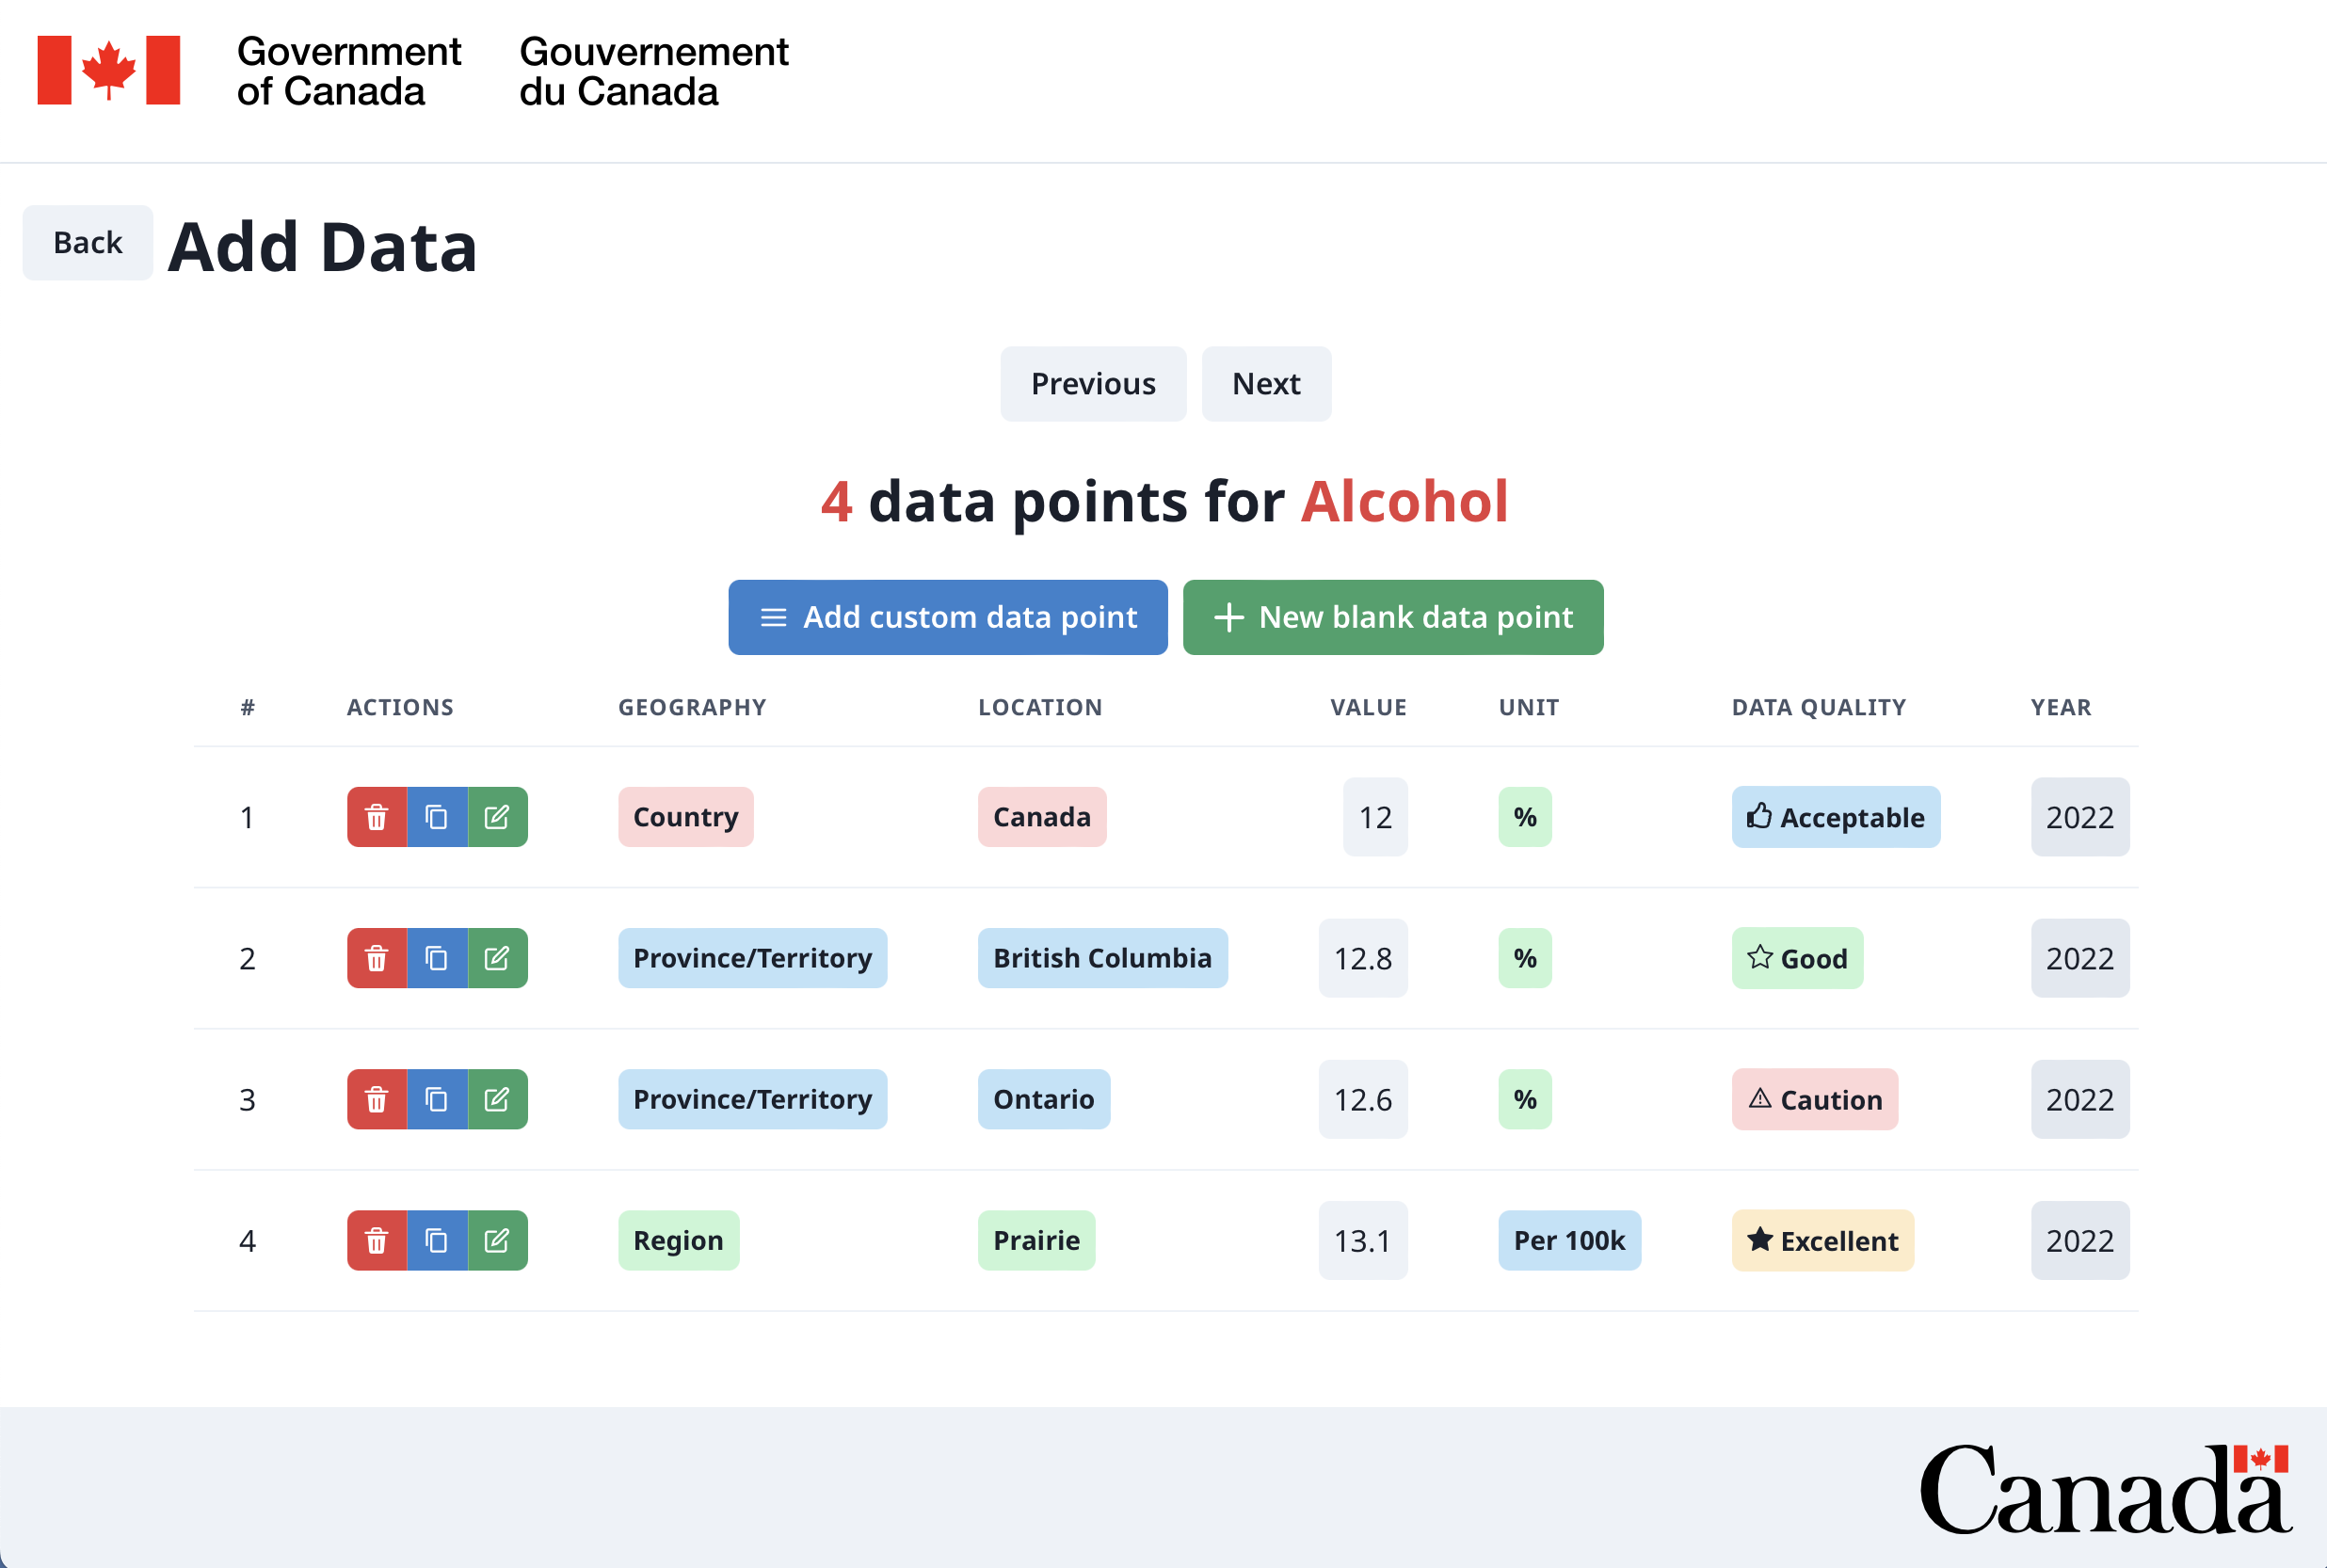 Government
of Canada
Gouvernement
du Canada
Back
Add Data
Previous
Next
4 data points for Alcohol
Add custom data point
New blank data point
# ACTIONS GEOGRAPHY LOCATION VALUE UNIT DATA QUALITY YEAR
1 Country Canada 12 % Acceptable 2022
2 Province/Territory British Columbia 12.8 % Good 2022
3 Province/Territory Ontario 12.6 % Caution 2022
4 Region Prairie 13.1 Per 100k Excellent 2022
Canada